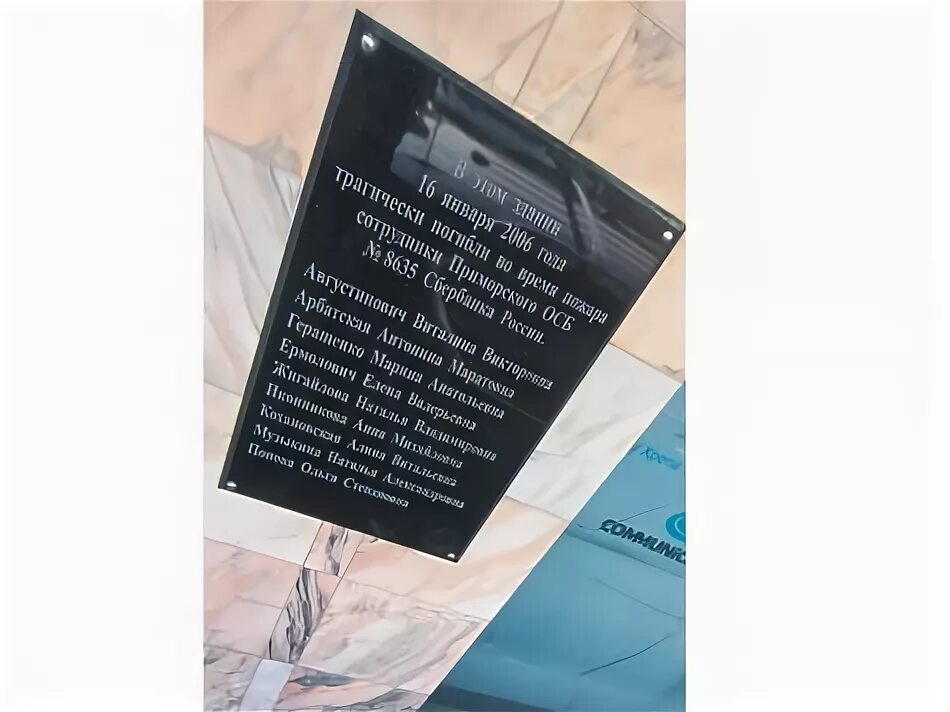 В этом здании
16 января 2006 года
трагически погибли во время пожара
сотрудники Приморского ОСБ
№ 8635 Сбербанка России.
Августинович Виталина Викторовна
Арбатская Антонина Маратовна
Геращенко Марина Анатольевна
Ермолович Елена Валерьевна
Жигайлова Наталья Владимировна
Иконникова Анна Михайловна
Кохановская Алина Витальевна
Музыкина Наталья Александровна
Попова Ольга Степановна